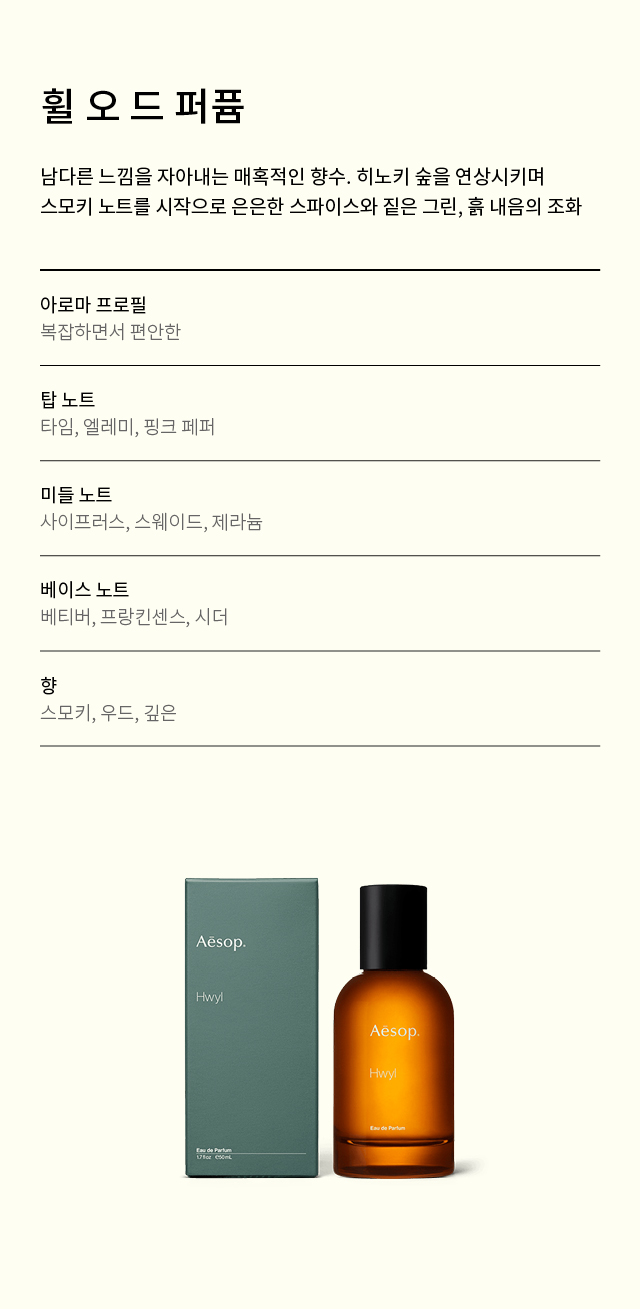 휠 오 드 퍼퓸
남다른 느낌을 자아내는 매혹적인 향수. 히노키 숲을 연상시키며
스모키 노트를 시작으로 은은한 스파이스와 짙은 그린, 흙 내음의 조화
아로마 프로필
복잡하면서 편안한
탑 노트
타임, 엘레미, 핑크 페퍼
미들 노트
사이프러스, 스웨이드, 제라늄
베이스 노트
베티버, 프랑킨센스, 시더
향
스모키, 우드, 깊은
Aēsop.
Hwyl
Eau de Parfum
1.7 fl oz ℮50 mL
Aēsop.
Hwyl
Eau de Parfum